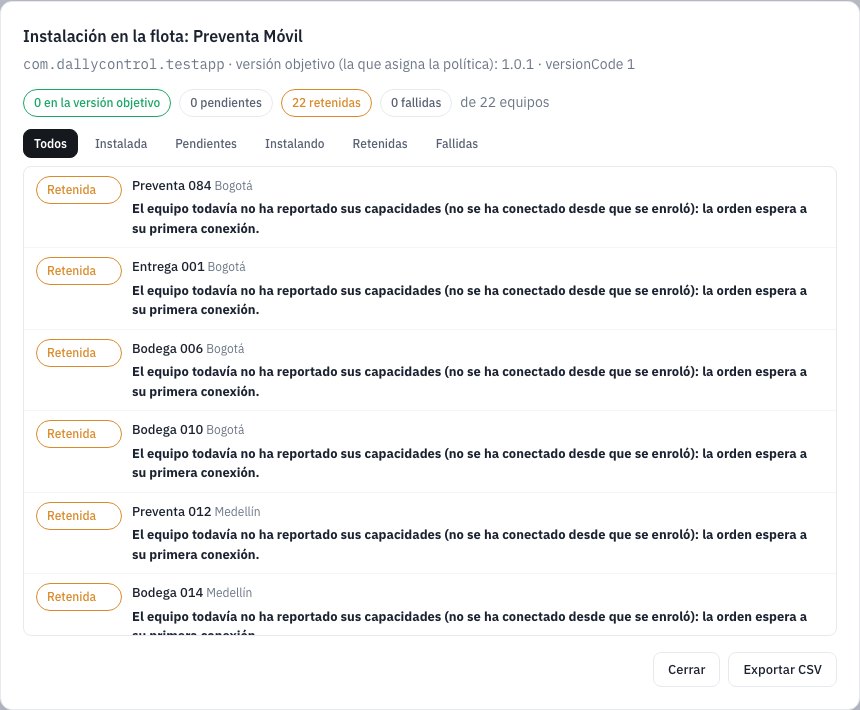 Instalación en la flota: Preventa Móvil
com.dallycontrol.testapp · versión objetivo (la que asigna la política): 1.0.1 · versionCode 1
0 en la versión objetivo 0 pendientes 22 retenidas 0 fallidas de 22 equipos
Todos Instalada Pendientes Instalando Retenidas Fallidas
Retenida Preventa 084 Bogotá
El equipo todavía no ha reportado sus capacidades (no se ha conectado desde que se enroló): la orden espera a
su primera conexión.
Retenida Entrega 001 Bogotá
El equipo todavía no ha reportado sus capacidades (no se ha conectado desde que se enroló): la orden espera a
su primera conexión.
Retenida Bodega 006 Bogotá
El equipo todavía no ha reportado sus capacidades (no se ha conectado desde que se enroló): la orden espera a
su primera conexión.
Retenida Bodega 010 Bogotá
El equipo todavía no ha reportado sus capacidades (no se ha conectado desde que se enroló): la orden espera a
su primera conexión.
Retenida Preventa 012 Medellín
El equipo todavía no ha reportado sus capacidades (no se ha conectado desde que se enroló): la orden espera a
su primera conexión.
Retenida Bodega 014 Medellín
El equipo todavía no ha reportado sus capacidades (no se ha conectado desde que se enroló): la orden espera a
su primera conexión.
Cerrar Exportar CSV